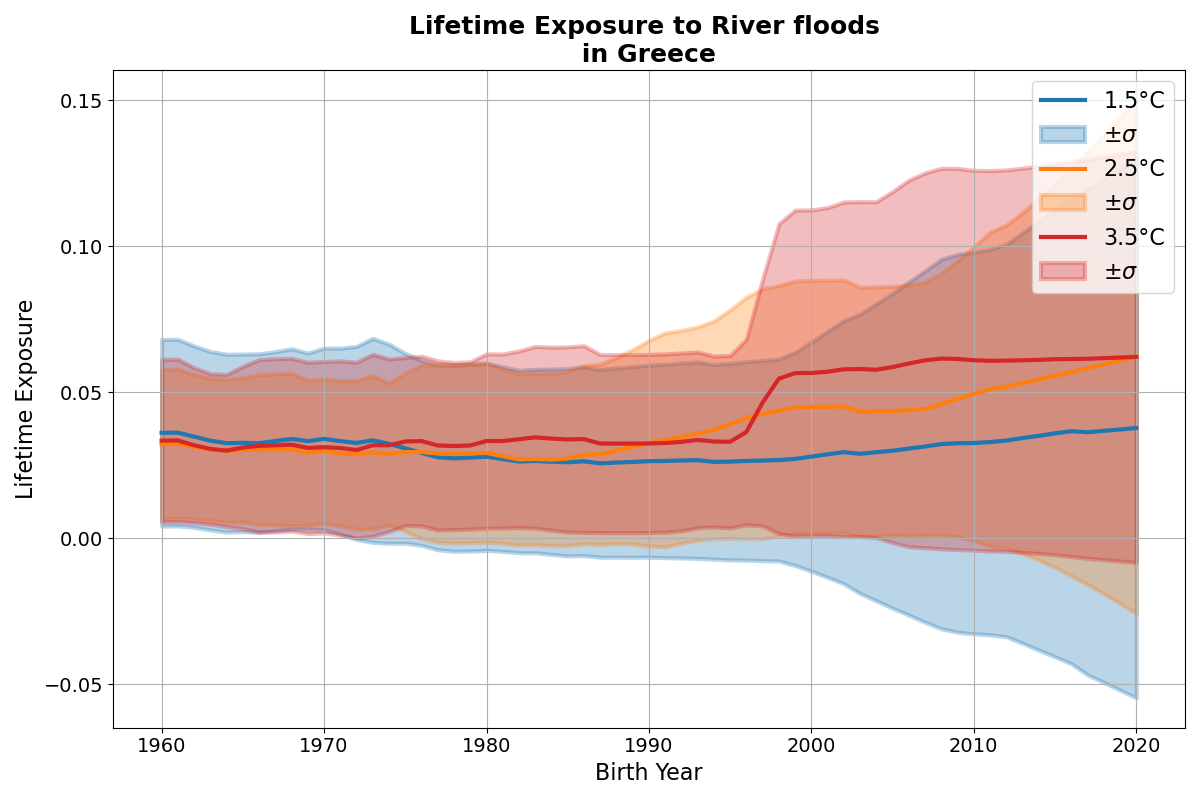 Lifetime Exposure to River floods
in Greece
Lifetime Exposure
0.15
0.10
0.05
0.00
−0.05
1960
1970
1980
1990
2000
2010
2020
Birth Year
1.5°C
±σ
2.5°C
±σ
3.5°C
±σ